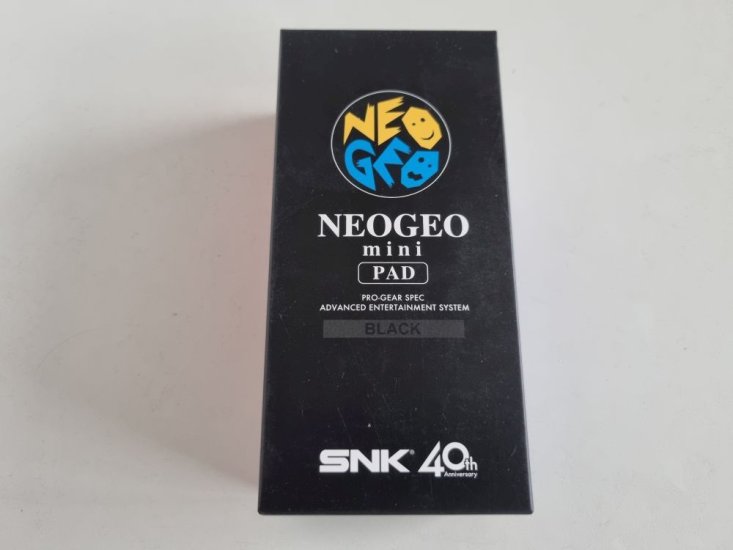 NEO
GEO
NEOGEO
mini
PAD
PRO-GEAR SPEC
ADVANCED ENTERTAINMENT SYSTEM
BLACK
SNK® 40th
Anniversary